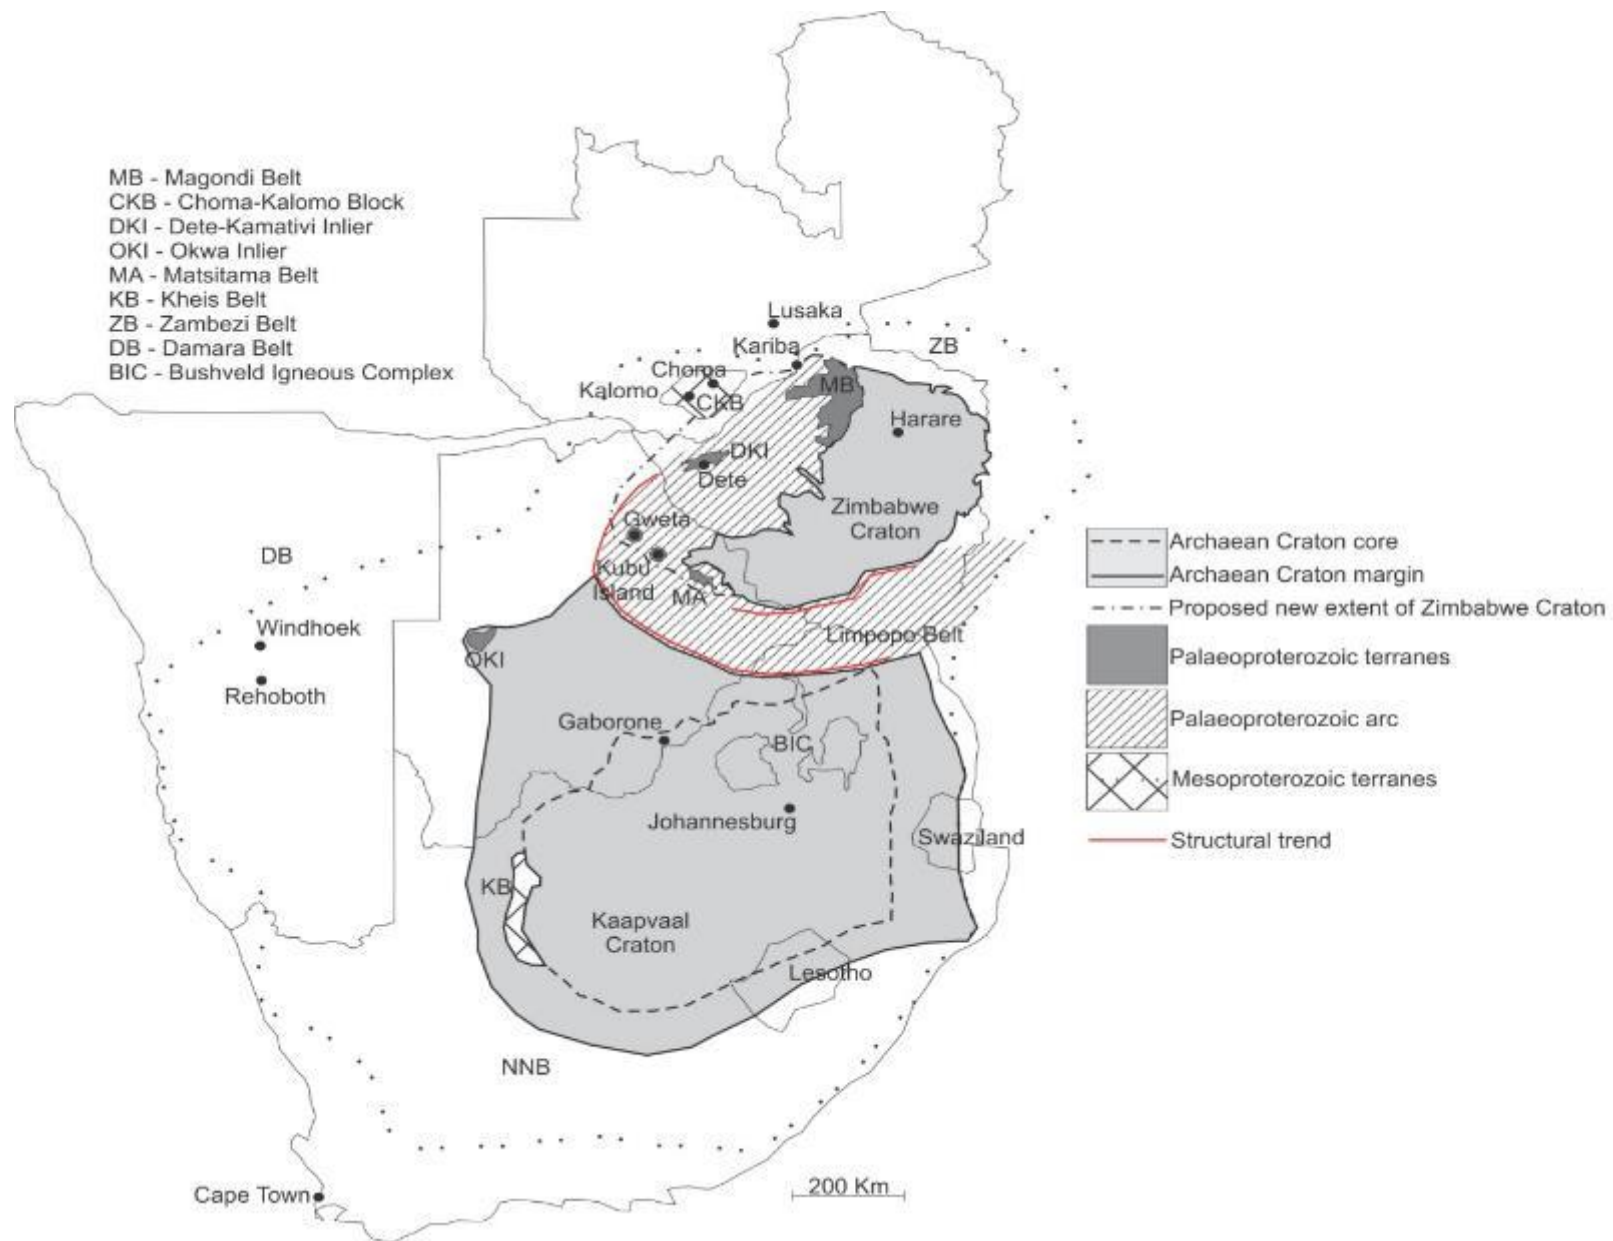 MB - Magondi Belt
CKB - Choma-Kalomo Block
DKI - Dete-Kamativi Inlier
OKI - Okwa Inlier
MA - Matsitama Belt
KB - Kheis Belt
ZB - Zambezi Belt
DB - Damara Belt
BIC - Bushveld Igneous Complex
Lusaka
Kariba
ZB
Choma
Kalomo
CKB
MB
Harare
DKI
Dete
Zimbabwe
Craton
Gweta
DB
Kubu
Island
MA
Windhoek
Limpopo Belt
OKI
Rehoboth
Gaborone
BIC
Johannesburg
Swaziland
KB
Kaapvaal
Craton
Lesotho
NNB
Cape Town
200 Km
Archaean Craton core
Archaean Craton margin
Proposed new extent of Zimbabwe Craton
Palaeoproterozoic terranes
Palaeoproterozoic arc
Mesoproterozoic terranes
Structural trend